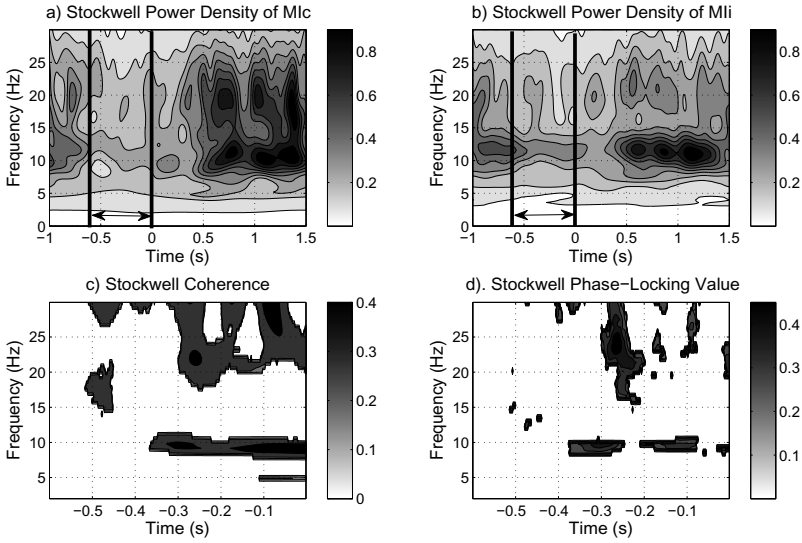 a) Stockwell Power Density of MIc
Frequency (Hz)
25
20
15
10
5
0
−1 −0.5 0 0.5 1 1.5
Time (s)
0.8
0.6
0.4
0.2
b) Stockwell Power Density of MIi
Frequency (Hz)
25
20
15
10
5
0
−1 −0.5 0 0.5 1 1.5
Time (s)
0.8
0.6
0.4
0.2
c) Stockwell Coherence
Frequency (Hz)
25
20
15
10
5
−0.5 −0.4 −0.3 −0.2 −0.1
Time (s)
0.4
0.3
0.2
0.1
0
d). Stockwell Phase−Locking Value
Frequency (Hz)
25
20
15
10
5
−0.5 −0.4 −0.3 −0.2 −0.1
Time (s)
0.4
0.3
0.2
0.1